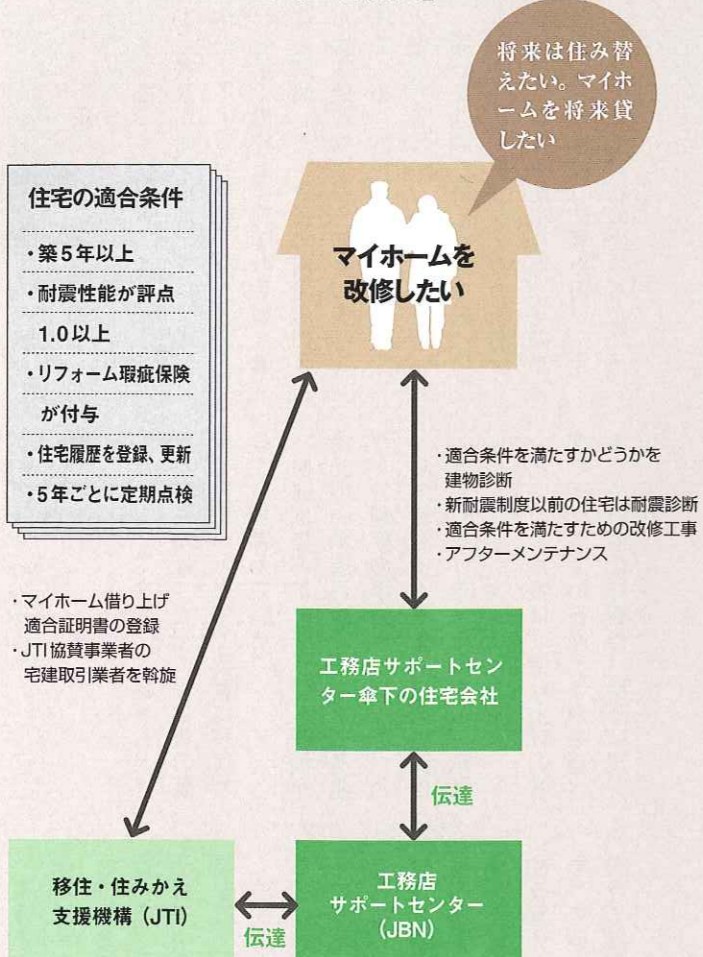 将来は住み替
えたい。マイホ
ームを将来貸
したい
住宅の適合条件
・築5年以上
・耐震性能が評点
1.0以上
・リフォーム瑕疵保険
が付与
・住宅履歴を登録、更新
・5年ごとに定期点検
マイホームを
改修したい
・適合条件を満たすかどうかを
建物診断
・新耐震制度以前の住宅は耐震診断
・適合条件を満たすための改修工事
・アフターメンテナンス
・マイホーム借り上げ
適合証明書の登録
・JTI協賛事業者の
宅建取引業者を斡旋
工務店サポートセン
ター傘下の住宅会社
伝達
移住・住みかえ
支援機構(JTI)
伝達
工務店
サポートセンター
(JBN)